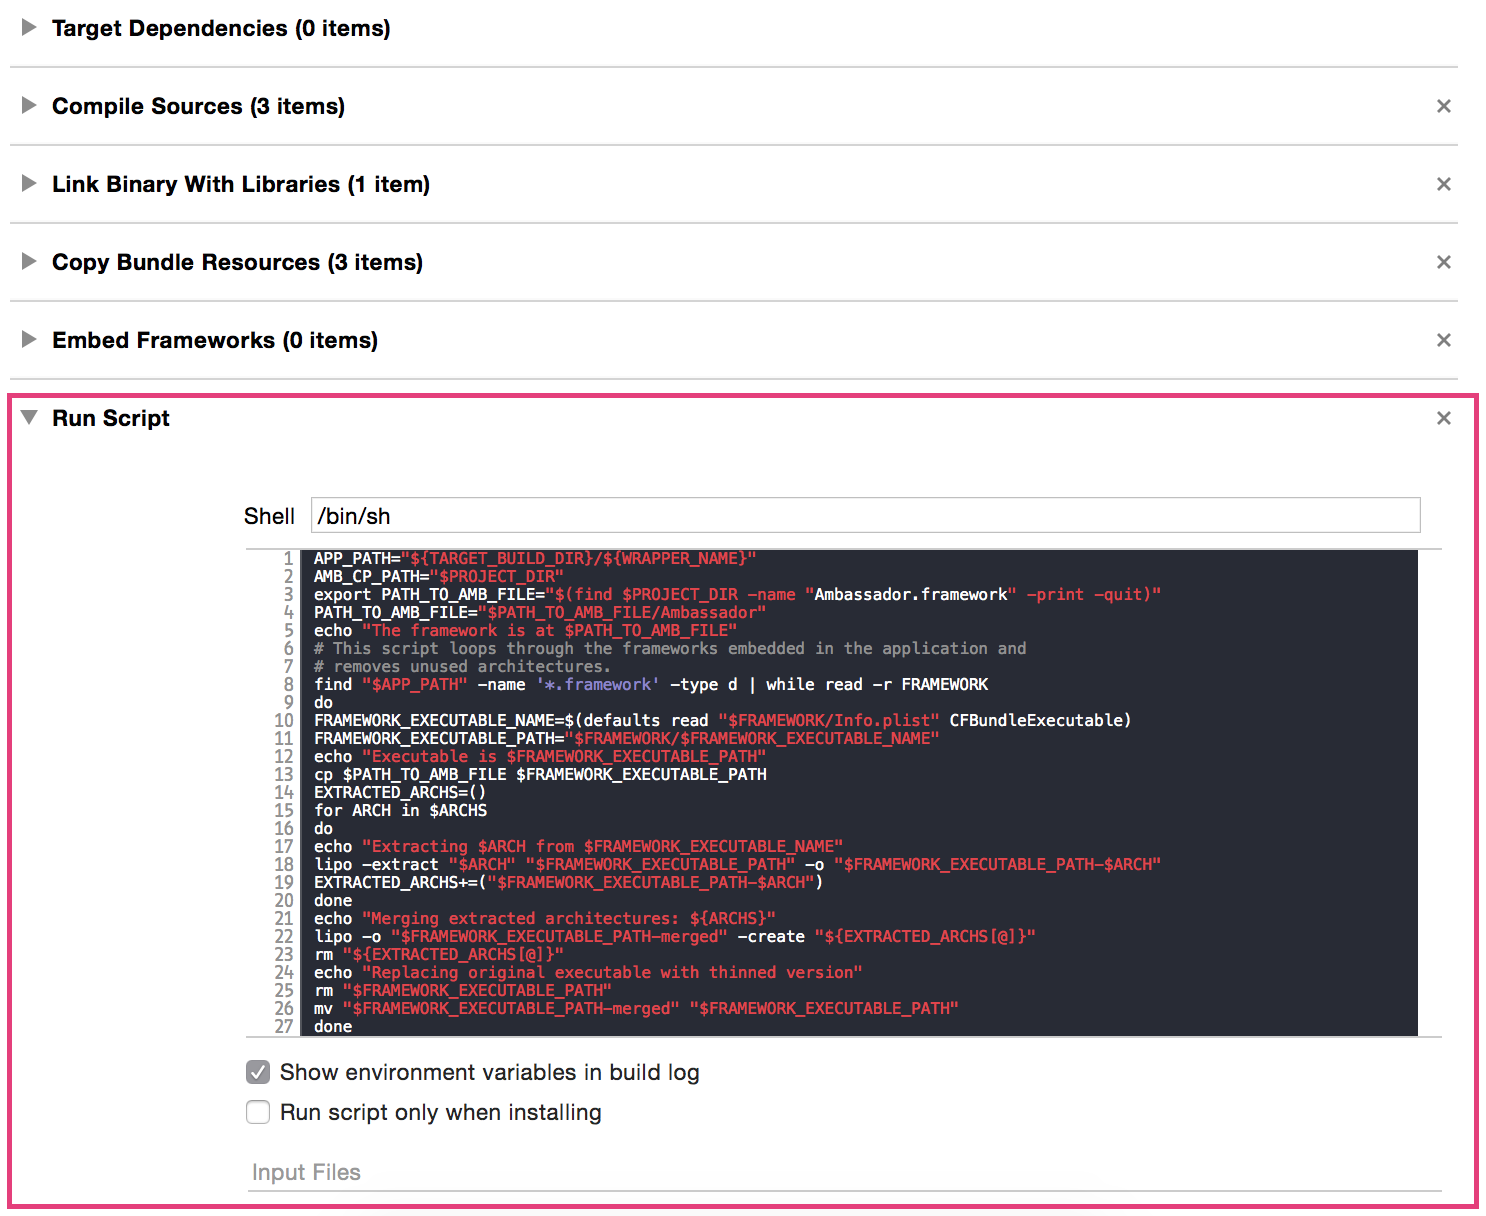 Target Dependencies (0 items)
Compile Sources (3 items)
Link Binary With Libraries (1 item)
Copy Bundle Resources (3 items)
Embed Frameworks (0 items)
Run Script
Shell /bin/sh
1 APP_PATH="${TARGET_BUILD_DIR}/${WRAPPER_NAME}"
2 AMB_CP_PATH="$PROJECT_DIR"
3 export PATH_TO_AMB_FILE="$(find $PROJECT_DIR -name "Ambassador.framework" -print -quit)"
4 PATH_TO_AMB_FILE="$PATH_TO_AMB_FILE/Ambassador"
5 echo "The framework is at $PATH_TO_AMB_FILE"
6 # This script loops through the frameworks embedded in the application and
7 # removes unused architectures.
8 find "$APP_PATH" -name '*.framework' -type d | while read -r FRAMEWORK
9 do
10 FRAMEWORK_EXECUTABLE_NAME=$(defaults read "$FRAMEWORK/Info.plist" CFBundleExecutable)
11 FRAMEWORK_EXECUTABLE_PATH="$FRAMEWORK/$FRAMEWORK_EXECUTABLE_NAME"
12 echo "Executable is $FRAMEWORK_EXECUTABLE_PATH"
13 cp $PATH_TO_AMB_FILE $FRAMEWORK_EXECUTABLE_PATH
14 EXTRACTED_ARCHS=()
15 for ARCH in $ARCHS
16 do
17 echo "Extracting $ARCH from $FRAMEWORK_EXECUTABLE_NAME"
18 lipo -extract "$ARCH" "$FRAMEWORK_EXECUTABLE_PATH" -o "$FRAMEWORK_EXECUTABLE_PATH-$ARCH"
19 EXTRACTED_ARCHS+=("$FRAMEWORK_EXECUTABLE_PATH-$ARCH")
20 done
21 echo "Merging extracted architectures: ${ARCHS}"
22 lipo -o "$FRAMEWORK_EXECUTABLE_PATH-merged" -create "${EXTRACTED_ARCHS[@]}"
23 rm "${EXTRACTED_ARCHS[@]}"
24 echo "Replacing original executable with thinned version"
25 rm "$FRAMEWORK_EXECUTABLE_PATH"
26 mv "$FRAMEWORK_EXECUTABLE_PATH-merged" "$FRAMEWORK_EXECUTABLE_PATH"
27 done
Show environment variables in build log
Run script only when installing
Input Files